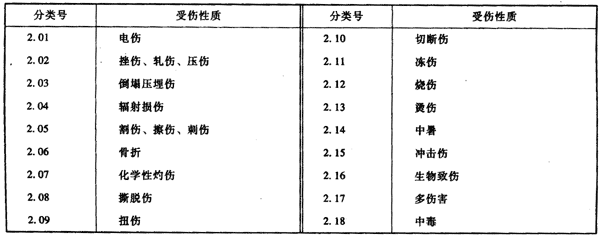 分类号 受伤性质 分类号 受伤性质
2.01 电伤 2.10 切断伤
2.02 挫伤、轧伤、压伤 2.11 冻伤
2.03 倒塌压埋伤 2.12 烧伤
2.04 辐射损伤 2.13 烫伤
2.05 割伤、擦伤、刺伤 2.14 中暑
2.06 骨折 2.15 冲击伤
2.07 化学性灼伤 2.16 生物致伤
2.08 撕脱伤 2.17 多伤害
2.09 扭伤 2.18 中毒